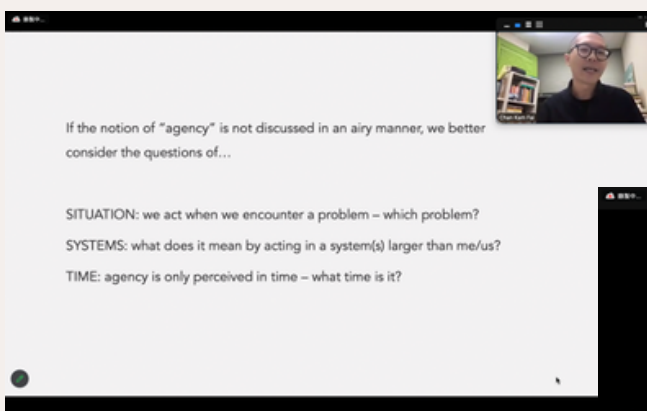 If the notion of “agency” is not discussed in an airy manner, we better
consider the questions of...
SITUATION: we act when we encounter a problem – which problem?
SYSTEMS: what does it mean by acting in a system(s) larger than me/us?
TIME: agency is only perceived in time – what time is it?